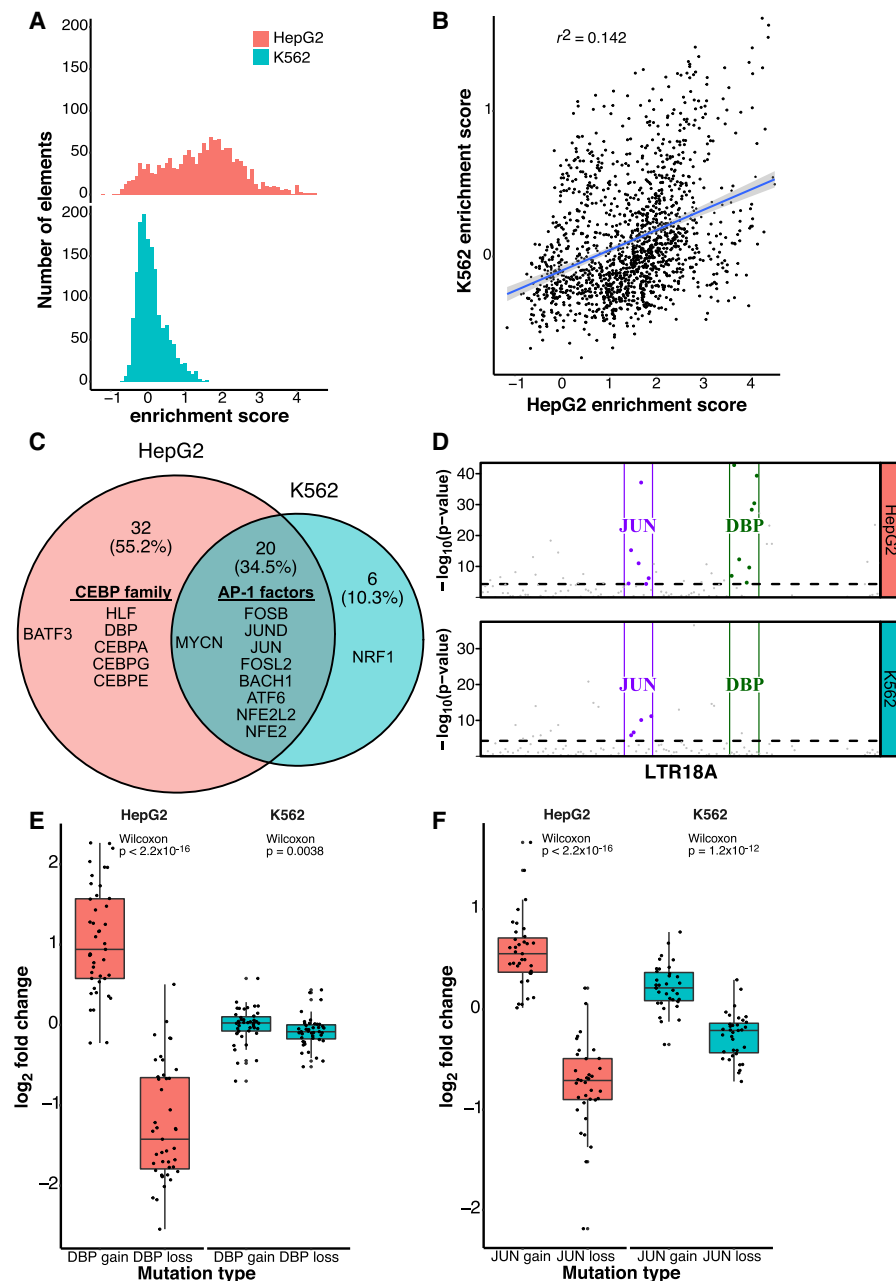 A
200
150
100
50
0
HepG2
K562
200
150
100
50
0
Number of elements
−1 0 1 2 3 4
enrichment score
B
r2 = 0.142
1
0
K562 enrichment score
−1 0 1 2 3 4
HepG2 enrichment score
C
HepG2
K562
32
(55.2%)
20
(34.5%)
6
(10.3%)
CEBP family
HLF
DBP
CEBPA
CEBPG
CEBPE
BATF3
MYCN
AP-1 factors
FOSB
JUND
JUN
FOSL2
BACH1
ATF6
NFE2L2
NFE2
NRF1
D
40
30
20
10
− log10(p−value)
JUN
DBP
HepG2
30
20
10
− log10(p−value)
JUN
DBP
K562
LTR18A
E
HepG2
K562
Wilcoxon
p < 2.2x10-16
Wilcoxon
p = 0.0038
2
1
0
−1
−2
log2 fold change
DBP gain DBP loss DBP gain DBP loss
Mutation type
F
HepG2
K562
Wilcoxon
p < 2.2x10-16
Wilcoxon
p = 1.2x10-12
1
0
−1
−2
log2 fold change
JUN gain JUN loss JUN gain JUN loss
Mutation type